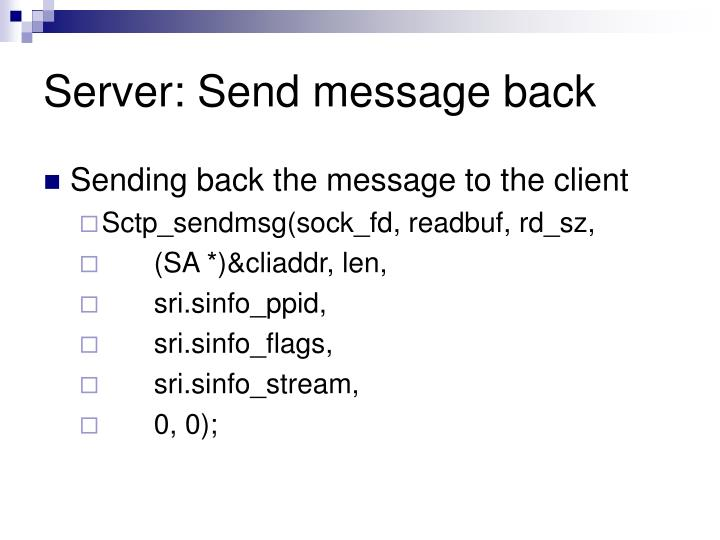 Server: Send message back
Sending back the message to the client
Sctp_sendmsg(sock_fd, readbuf, rd_sz,
(SA *)&cliaddr, len,
sri.sinfo_ppid,
sri.sinfo_flags,
sri.sinfo_stream,
0, 0);